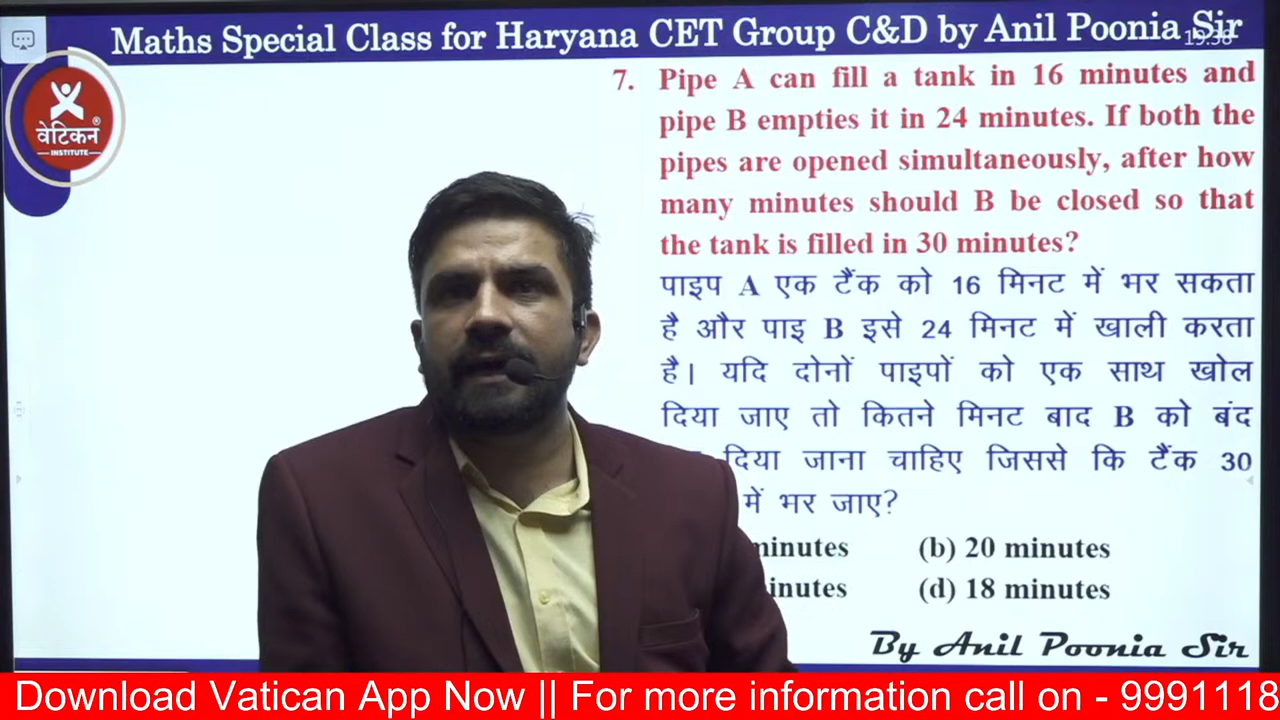 Maths Special Class for Haryana CET Group C&D by Anil Poonia Sir
19:38
वेटिकन
INSTITUTE
7. Pipe A can fill a tank in 16 minutes and
pipe B empties it in 24 minutes. If both the
pipes are opened simultaneously, after how
many minutes should B be closed so that
the tank is filled in 30 minutes?
पाइप A एक टैंक को 16 मिनट में भर सकता
है और पाइ B इसे 24 मिनट में खाली करता
है। यदि दोनों पाइपों को एक साथ खोल
दिया जाए तो कितने मिनट बाद B को बंद
दिया जाना चाहिए जिससे कि टैंक 30
में भर जाए?
minutes (b) 20 minutes
minutes (d) 18 minutes
By Anil Poonia Sir
Download Vatican App Now || For more information call on - 9991118